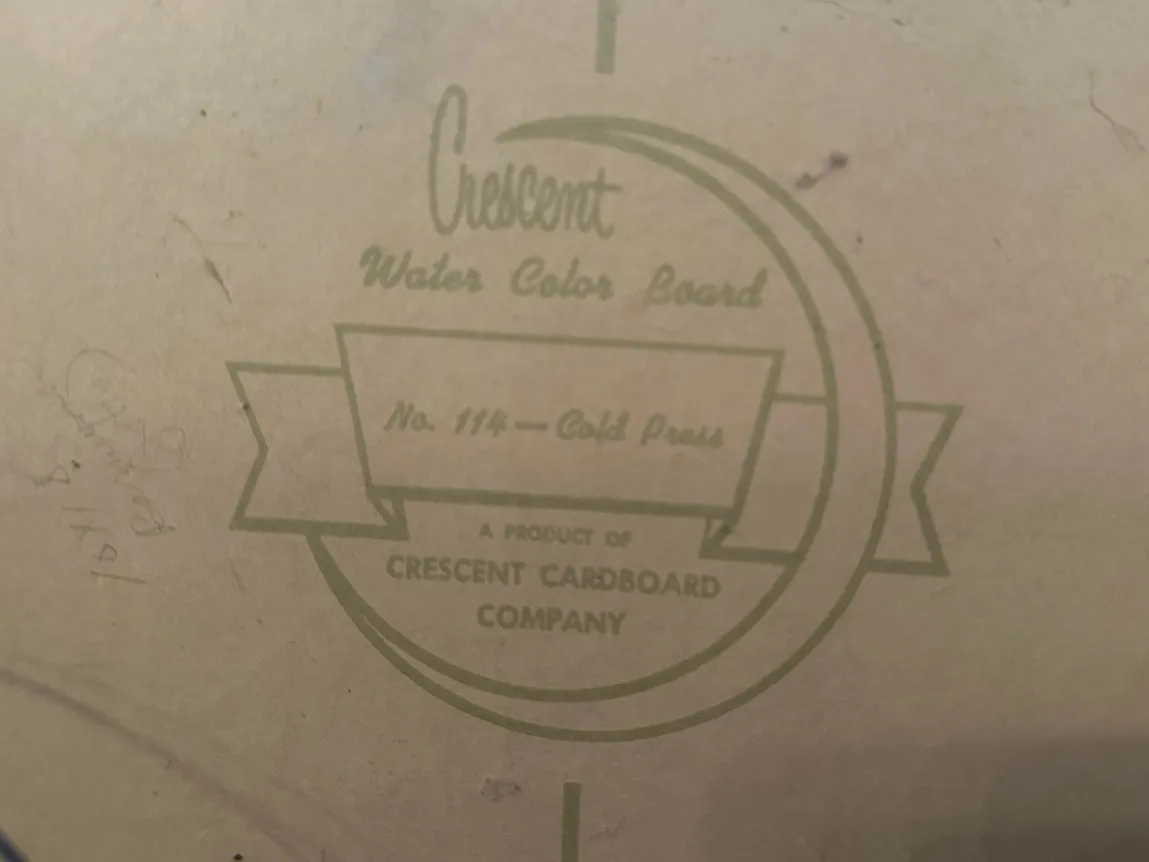 Crescent
Water Color Board
No. 114 — Cold Press
A PRODUCT OF
CRESCENT CARDBOARD
COMPANY